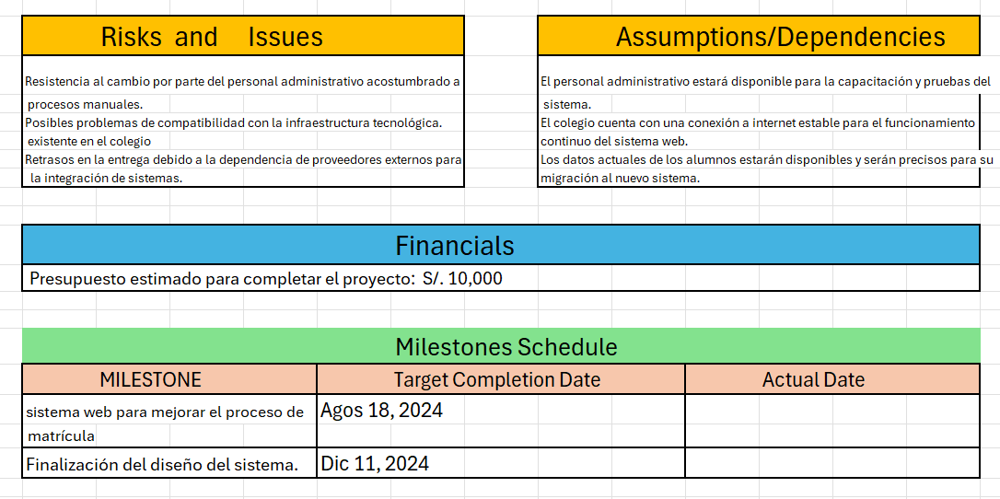 Risks and Issues
Resistencia al cambio por parte del personal administrativo acostumbrado a
procesos manuales.
Posibles problemas de compatibilidad con la infraestructura tecnológica.
existente en el colegio
Retrasos en la entrega debido a la dependencia de proveedores externos para
la integración de sistemas.
Assumptions/Dependencies
El personal administrativo estará disponible para la capacitación y pruebas del
sistema.
El colegio cuenta con una conexión a internet estable para el funcionamiento
continuo del sistema web.
Los datos actuales de los alumnos estarán disponibles y serán precisos para su
migración al nuevo sistema.
Financials
Presupuesto estimado para completar el proyecto: S/. 10,000
Milestones Schedule
MILESTONE Target Completion Date Actual Date
sistema web para mejorar el proceso de
matrícula
Agos 18, 2024
Finalización del diseño del sistema. Dic 11, 2024